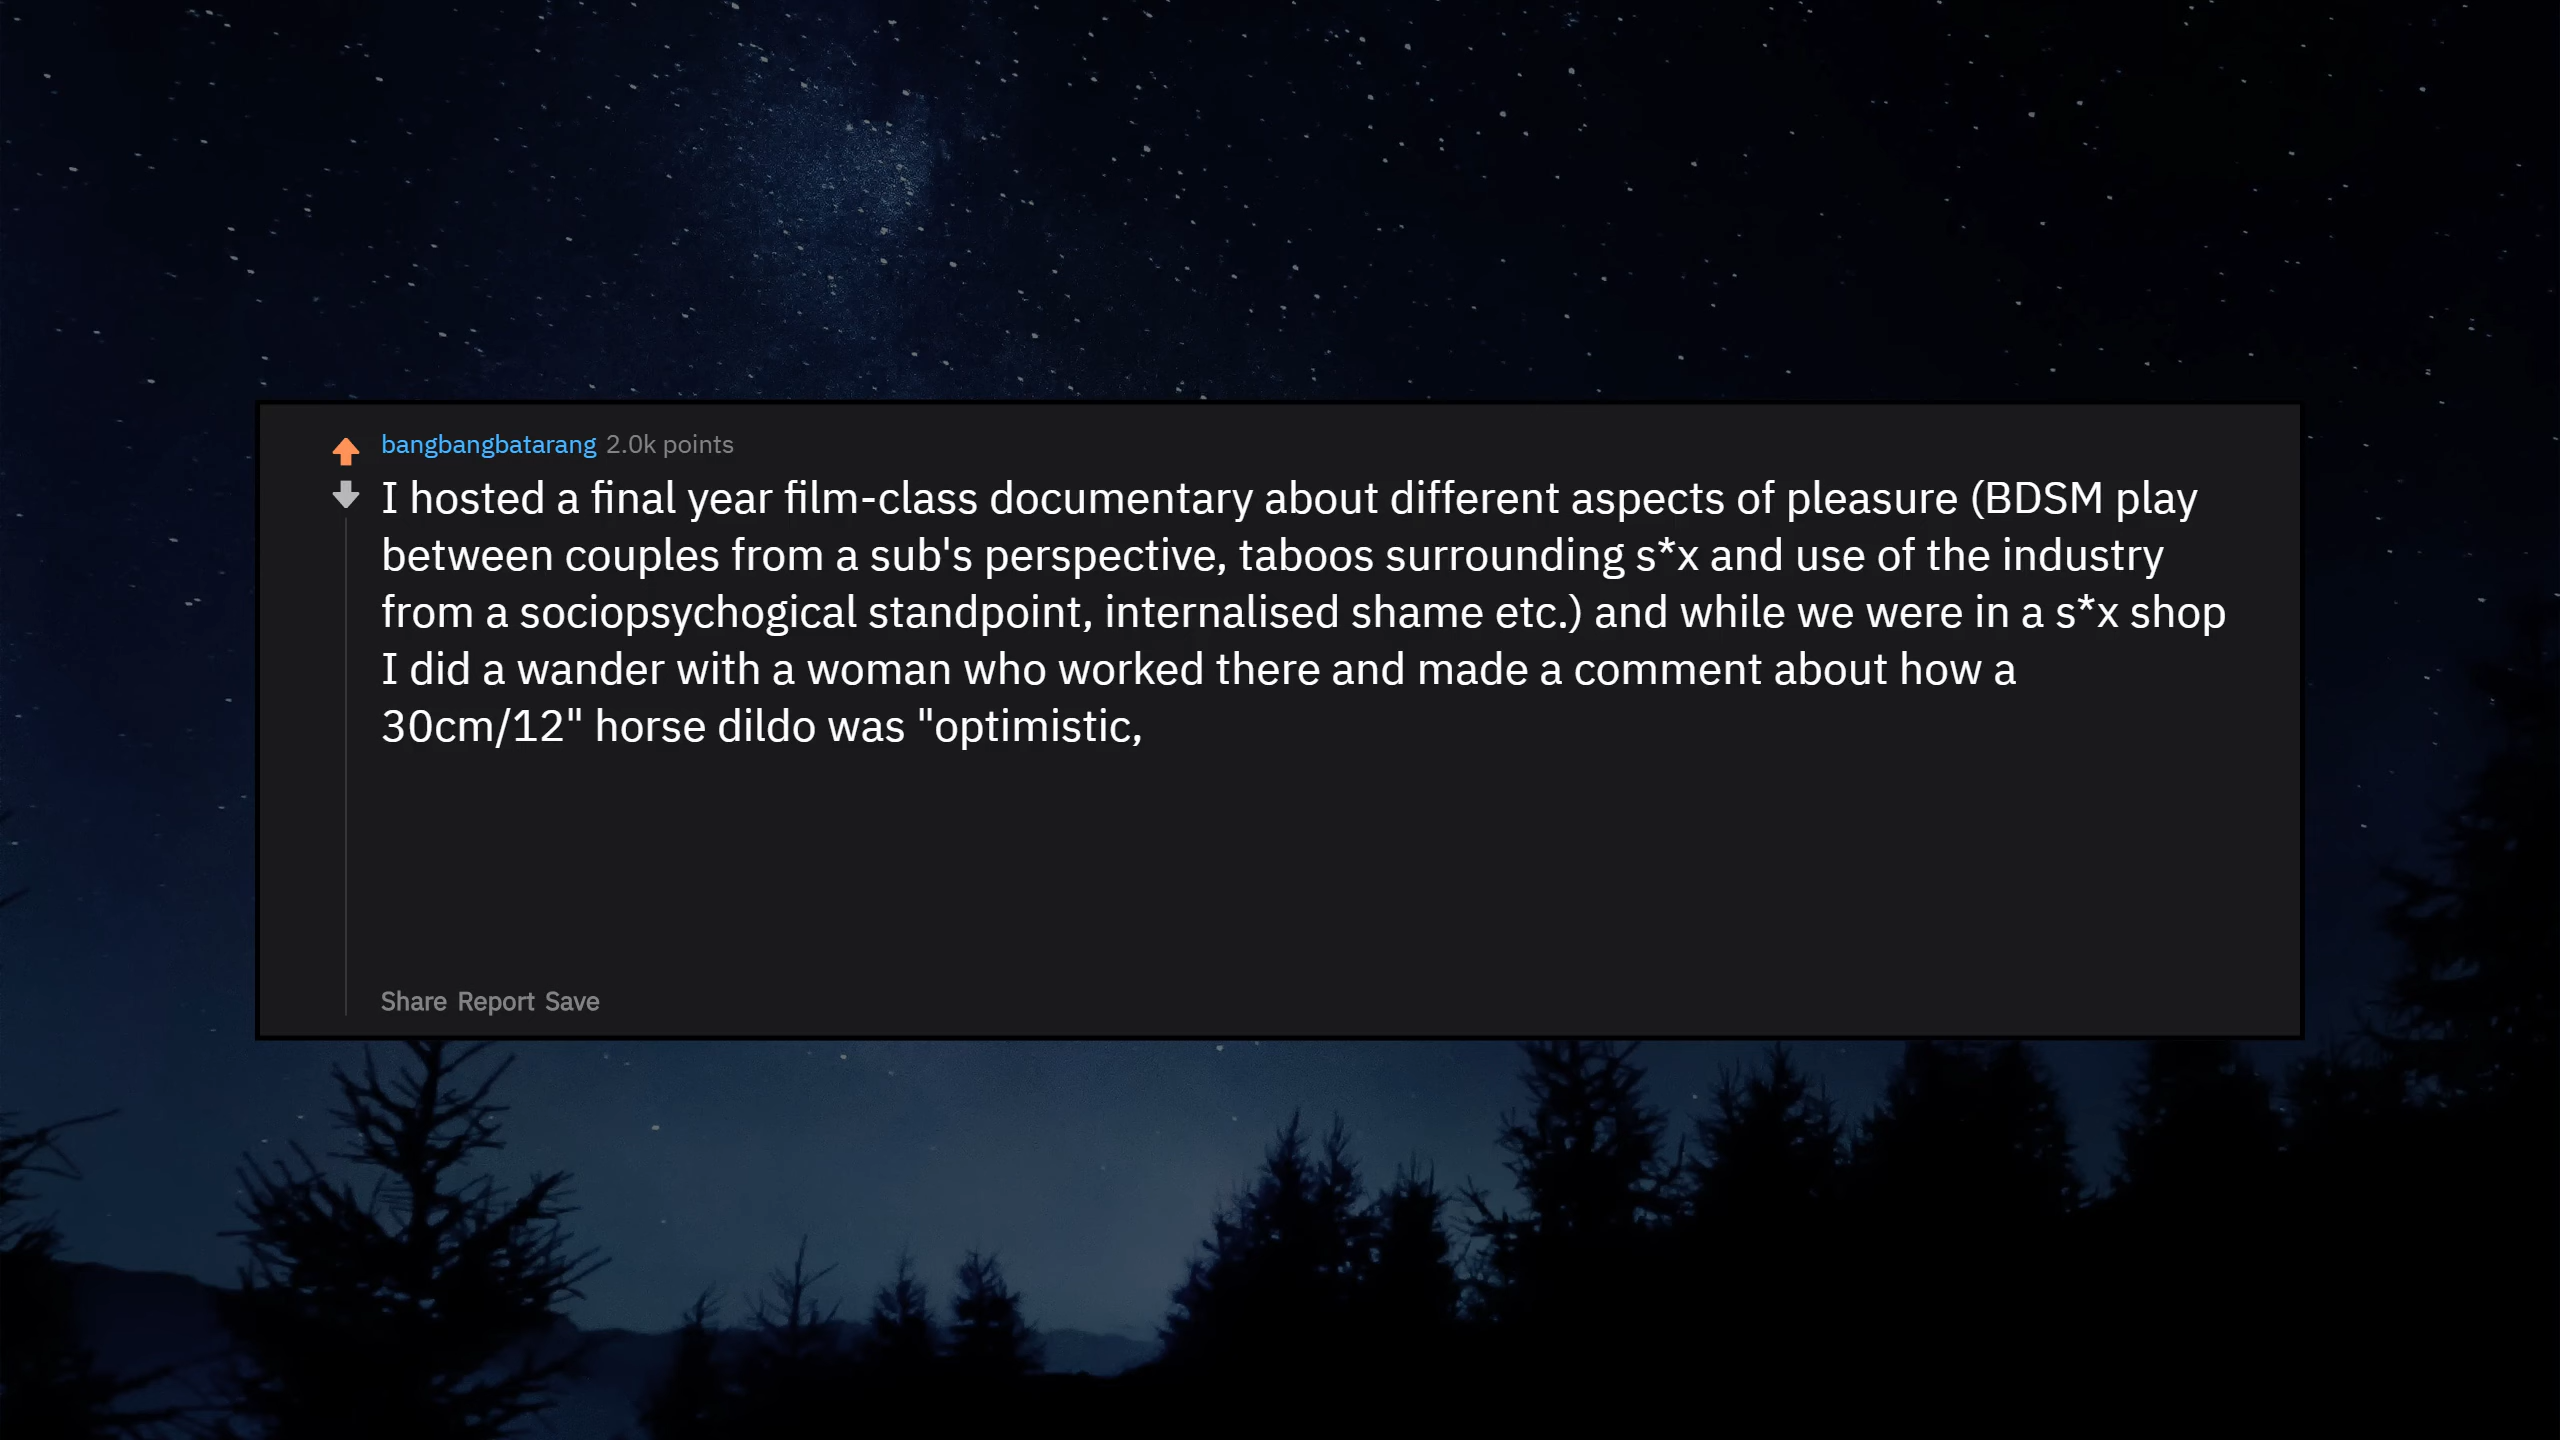 bangbangbatarang 2.0k points
I hosted a final year film-class documentary about different aspects of pleasure (BDSM play
between couples from a sub's perspective, taboos surrounding s*x and use of the industry
from a sociopsychogical standpoint, internalised shame etc.) and while we were in a s*x shop
I did a wander with a woman who worked there and made a comment about how a
30cm/12" horse dildo was "optimistic,
Share Report Save